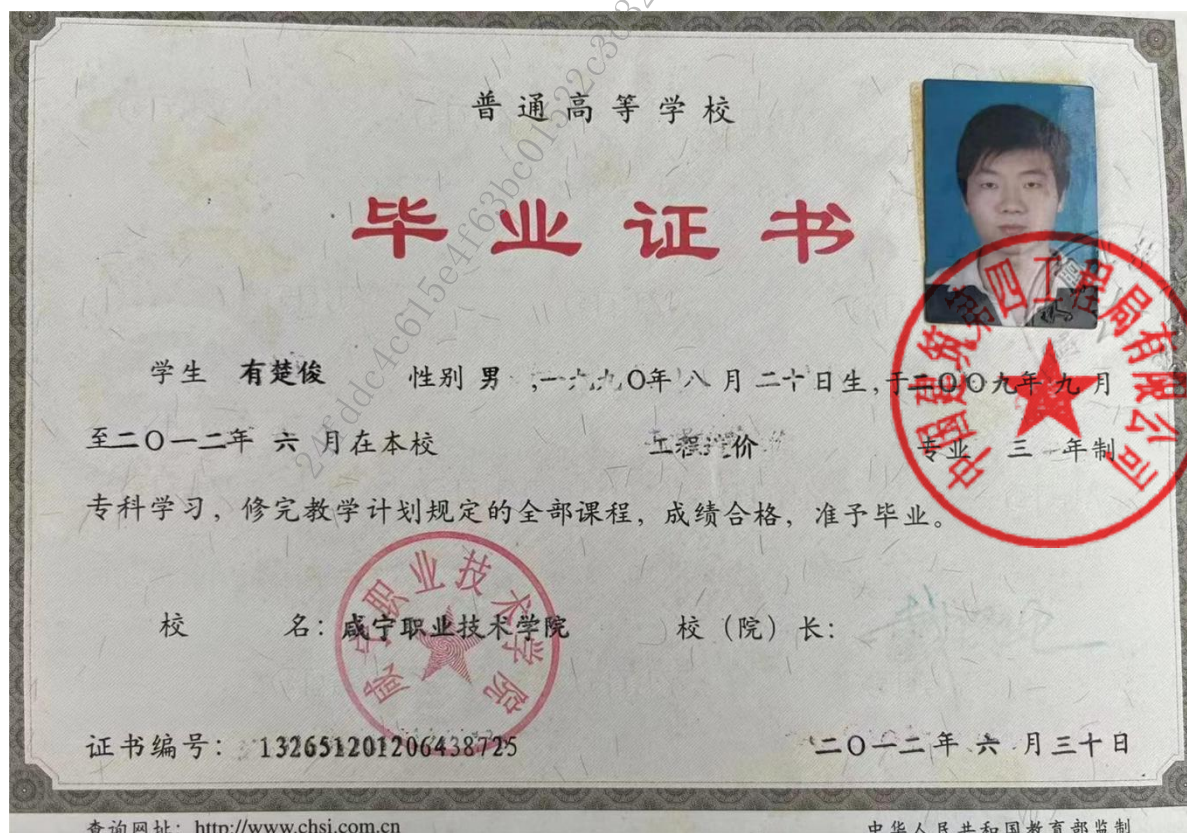 普通高等学校
毕业证书
学生 有楚俊 性别 男 ,一九九〇年 八 月 二十日生,于二〇〇九年 九 月
至二〇一二年 六 月在本校 工程造价 专业 三 年制
专科学习，修完教学计划规定的全部课程，成绩合格，准予毕业。
中国建筑第四工程局有限公司
咸宁职业技术学院
校 名：咸宁职业技术学院 校（院）长：
证书编号： 132651201206438725 二〇一二年 六 月三十日
查询网址：http://www.chsi.com.cn 中华人民共和国教育部监制